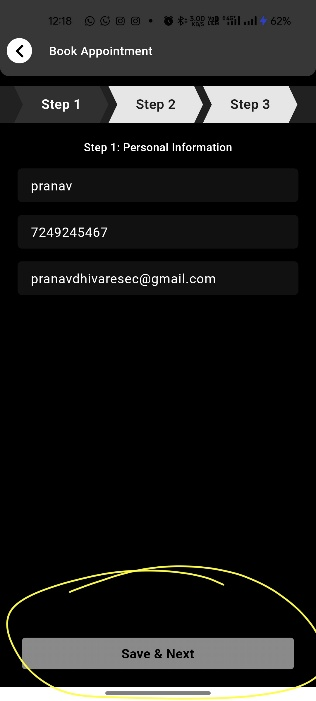 12:18 62%
Book Appointment
Step 1 Step 2 Step 3
Step 1: Personal Information
pranav
7249245467
pranavdhivaresec@gmail.com
Save & Next